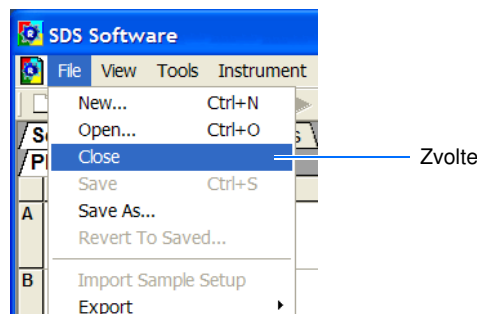 SDS Software
File View Tools Instrument
New... Ctrl+N
Open... Ctrl+O
Close
Zvolte
Save Ctrl+S
Save As...
A
Revert To Saved...
B
Import Sample Setup
Export